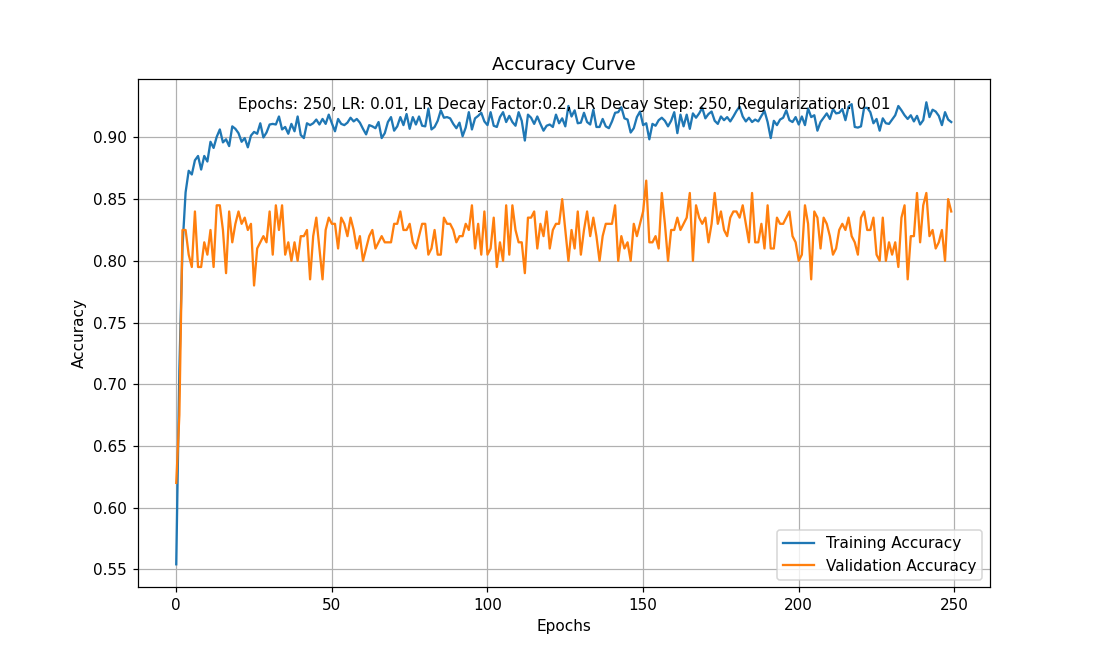 Accuracy Curve
Epochs: 250, LR: 0.01, LR Decay Factor:0.2, LR Decay Step: 250, Regularization: 0.01
Accuracy
0.90
0.85
0.80
0.75
0.70
0.65
0.60
0.55
Training Accuracy
Validation Accuracy
0 50 100 150 200 250
Epochs